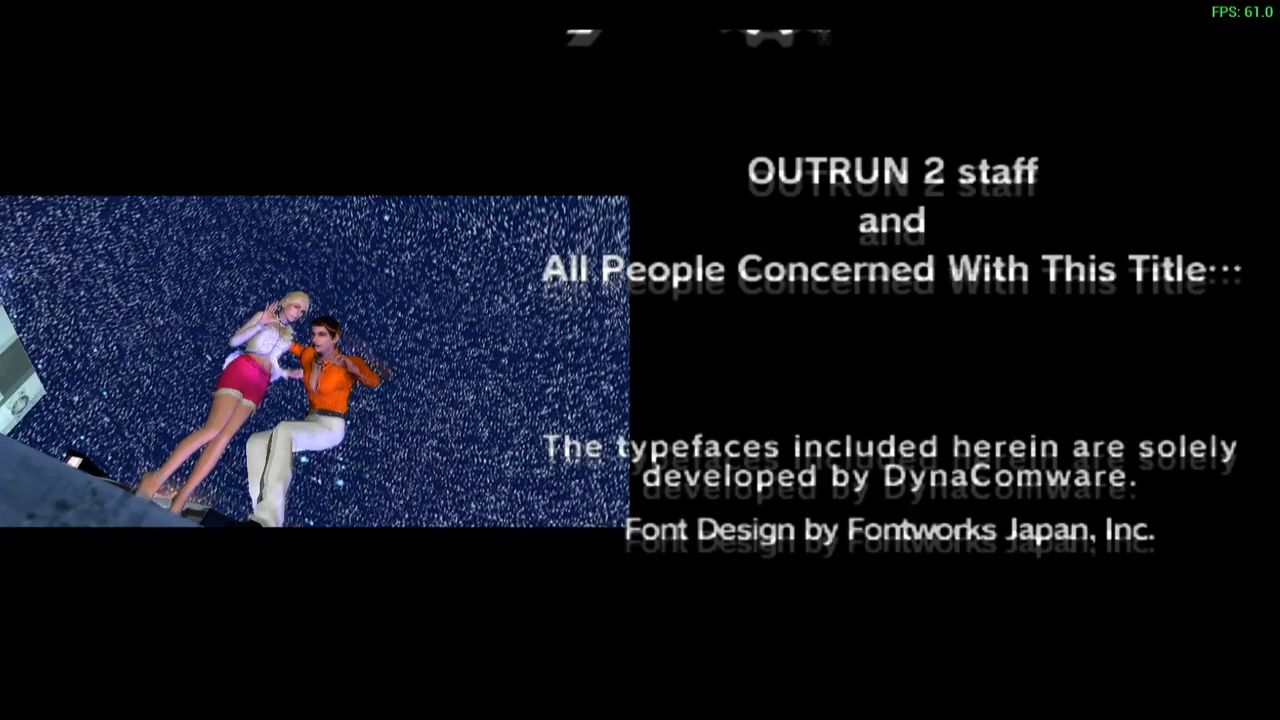 FPS: 61.0
OUTRUN 2 staff
and
All People Concerned With This Title···
The typefaces included herein are solely
developed by DynaComware.
Font Design by Fontworks Japan, Inc.